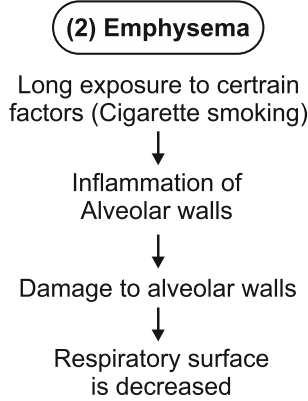 (2) Emphysema
Long exposure to certrain
factors (Cigarette smoking)
Inflammation of
Alveolar walls
Damage to alveolar walls
Respiratory surface
is decreased